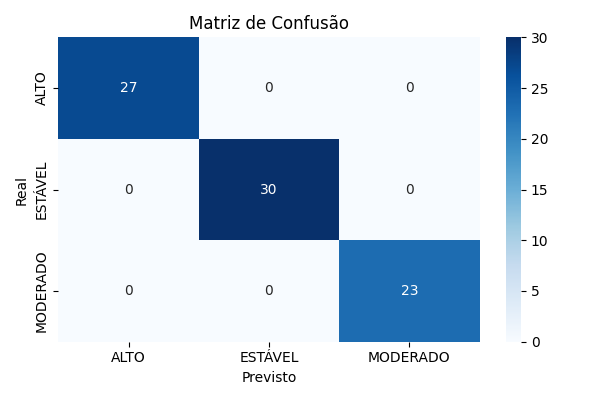 Matriz de Confusão
Real
ALTO
27 0 0
ESTÁVEL
0 30 0
MODERADO
0 0 23
ALTO ESTÁVEL MODERADO
Previsto
30
25
20
15
10
5
0